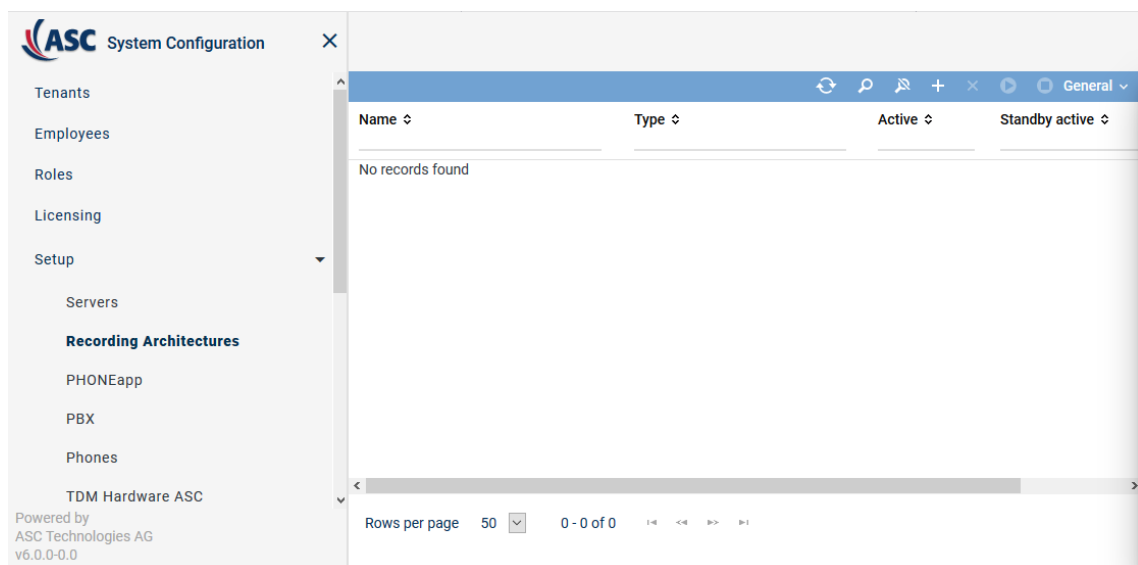 ASC System Configuration
Tenants
Employees
Roles
Licensing
Setup
Servers
Recording Architectures
PHONEapp
PBX
Phones
TDM Hardware ASC
Powered by
ASC Technologies AG
v6.0.0-0.0
General
Name Type Active Standby active
No records found
Rows per page 50 0 - 0 of 0